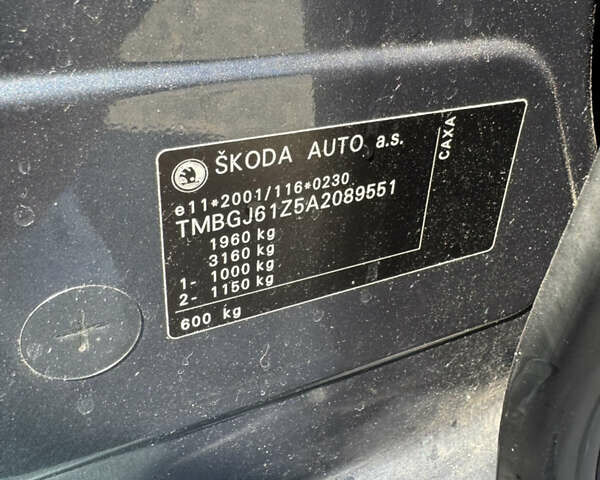 ŠKODA AUTO a.s.
e11*2001/116*0230
TMBGJ61Z5A2089551
1960 kg
3160 kg
1- 1000 kg
2- 1150 kg
600 kg
CAXA